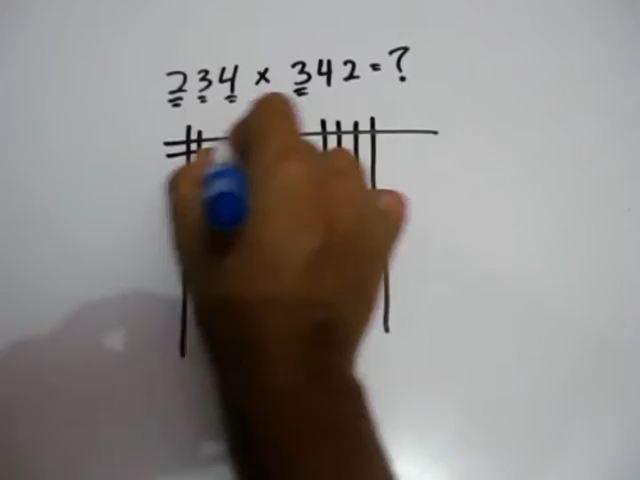 234 × 342 = ?